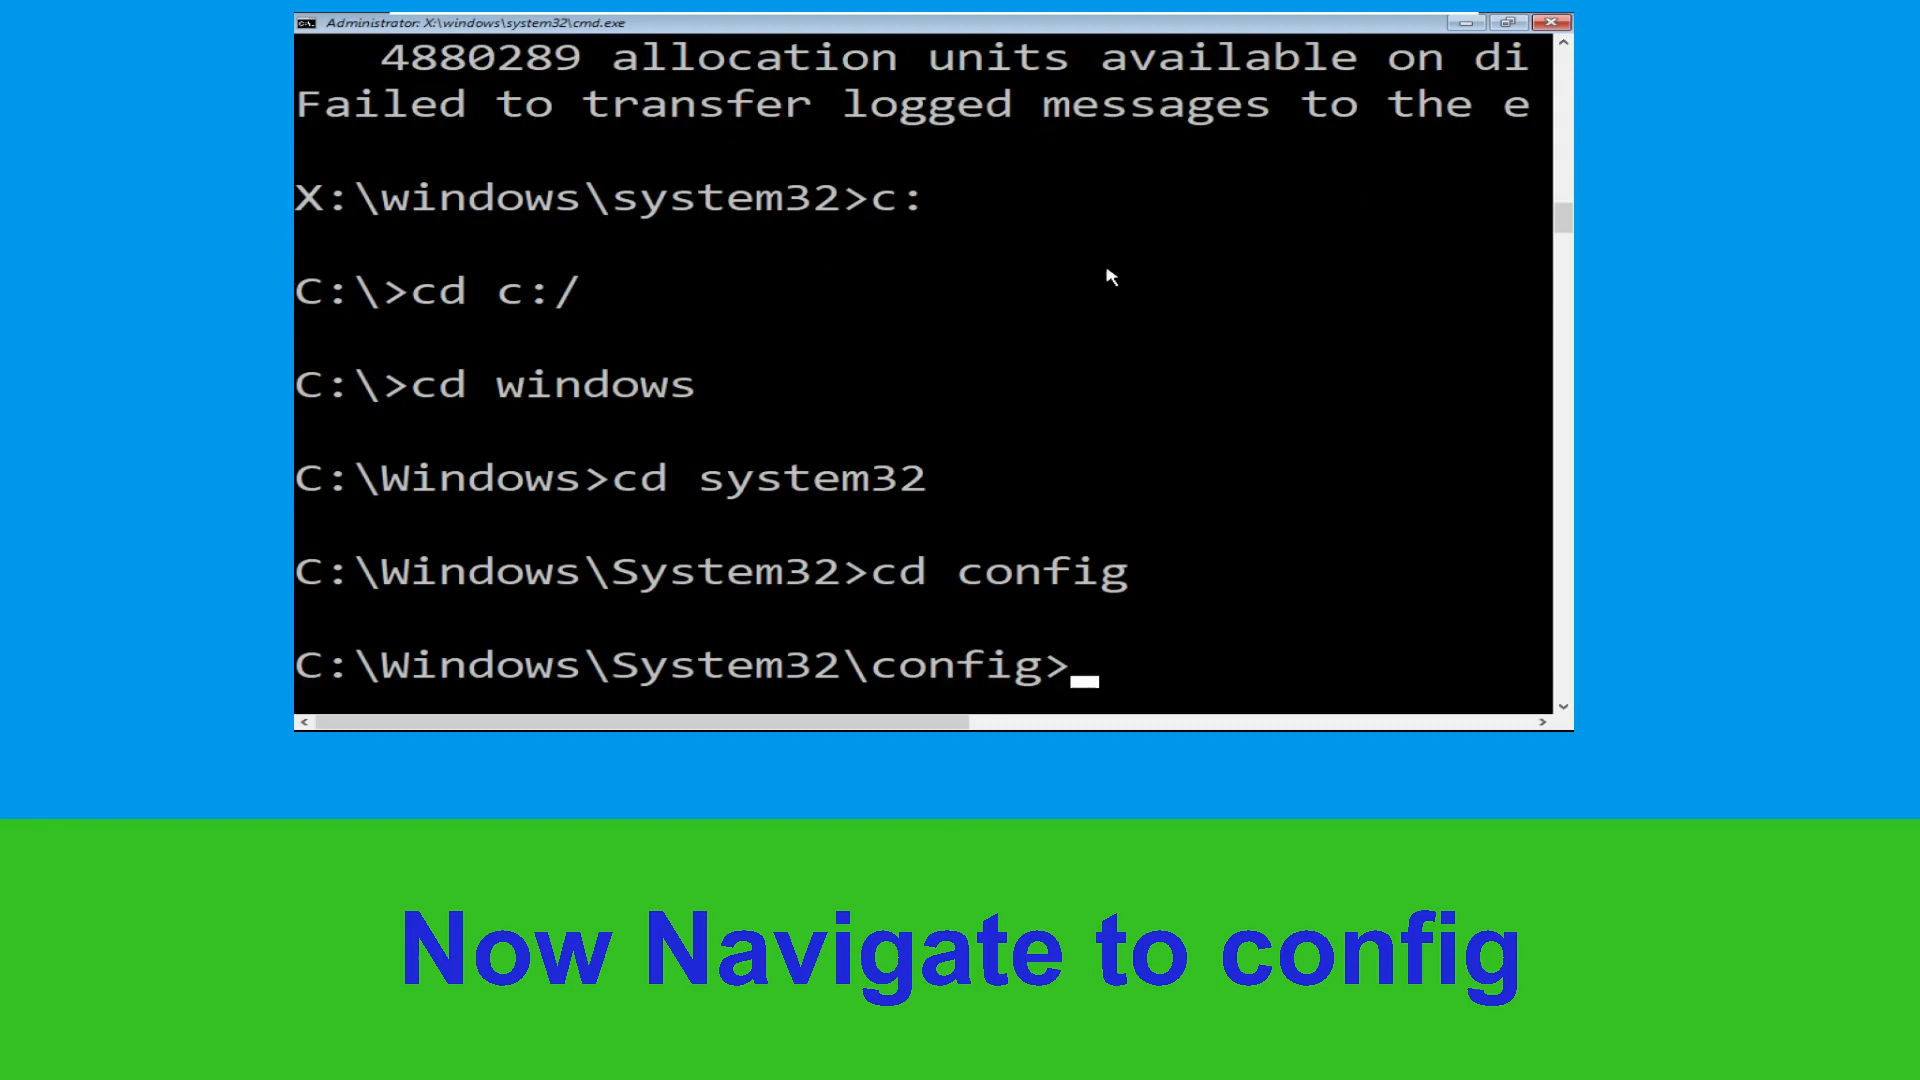 Administrator: X:\windows\system32\cmd.exe
4880289 allocation units available on di
Failed to transfer logged messages to the e
X:\windows\system32>c:
C:\>cd c:/
C:\>cd windows
C:\Windows>cd system32
C:\Windows\System32>cd config
C:\Windows\System32\config>
Now Navigate to config